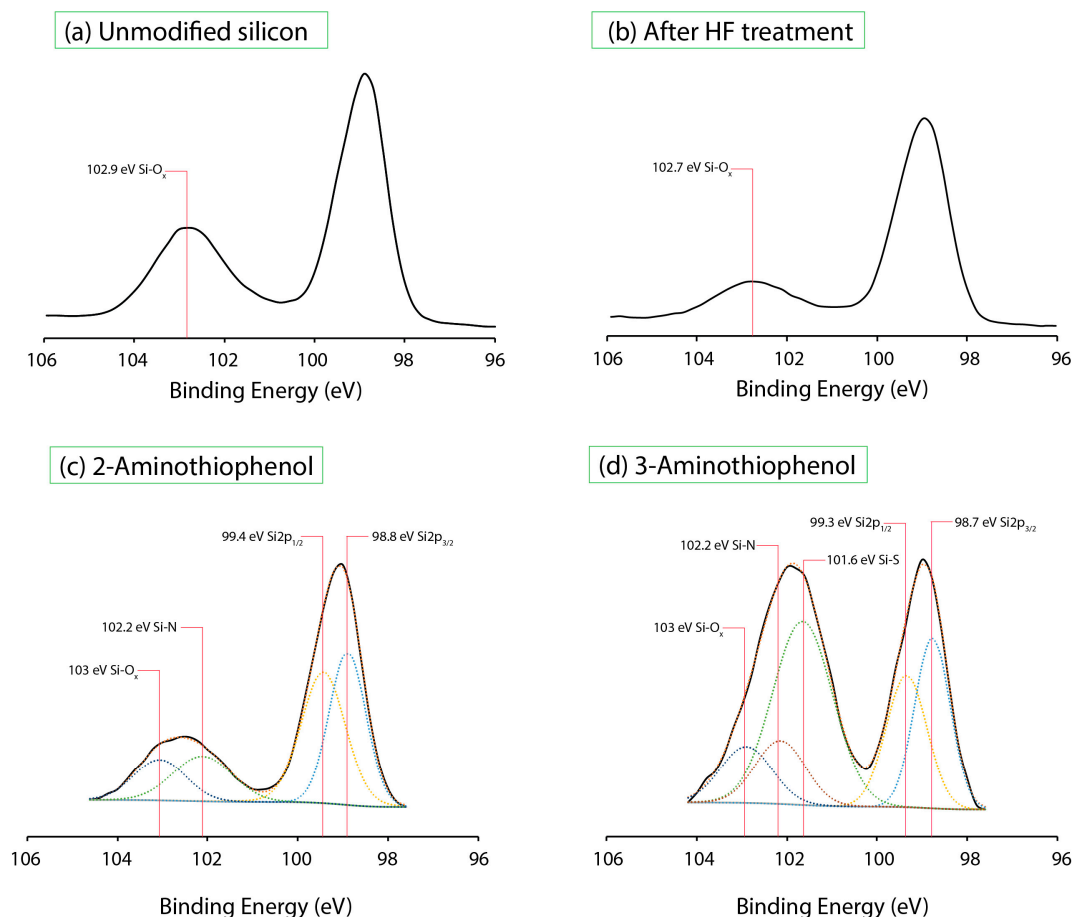 (a) Unmodified silicon
(b) After HF treatment
102.9 eV Si-Oₓ
102.7 eV Si-Oₓ
106 104 102 100 98 96
106 104 102 100 98 96
Binding Energy (eV)
Binding Energy (eV)
(c) 2-Aminothiophenol
(d) 3-Aminothiophenol
99.4 eV Si2p₁/₂
98.8 eV Si2p₃/₂
102.2 eV Si-N
103 eV Si-Oₓ
99.3 eV Si2p₁/₂
98.7 eV Si2p₃/₂
102.2 eV Si-N
101.6 eV Si-S
103 eV Si-Oₓ
106 104 102 100 98 96
106 104 102 100 98 96
Binding Energy (eV)
Binding Energy (eV)